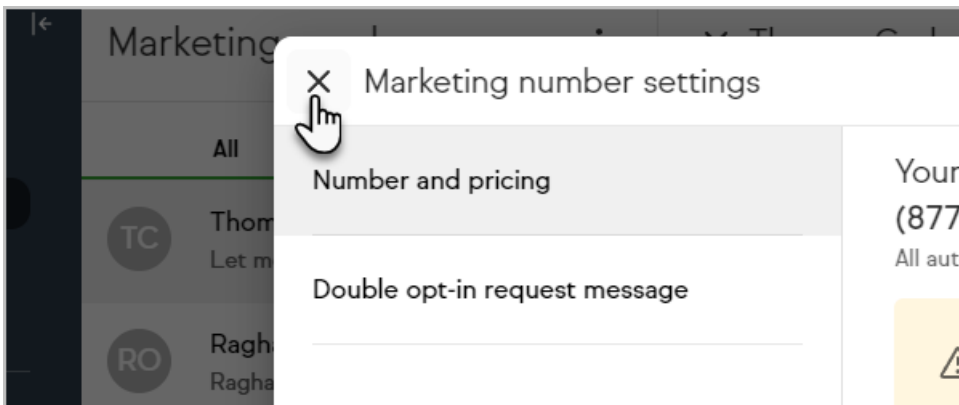 Marketing
Marketing number settings
All
Number and pricing
Your
(877
TC
Thom
Let m
All aut
Double opt-in request message
RO
Ragh
Ragha